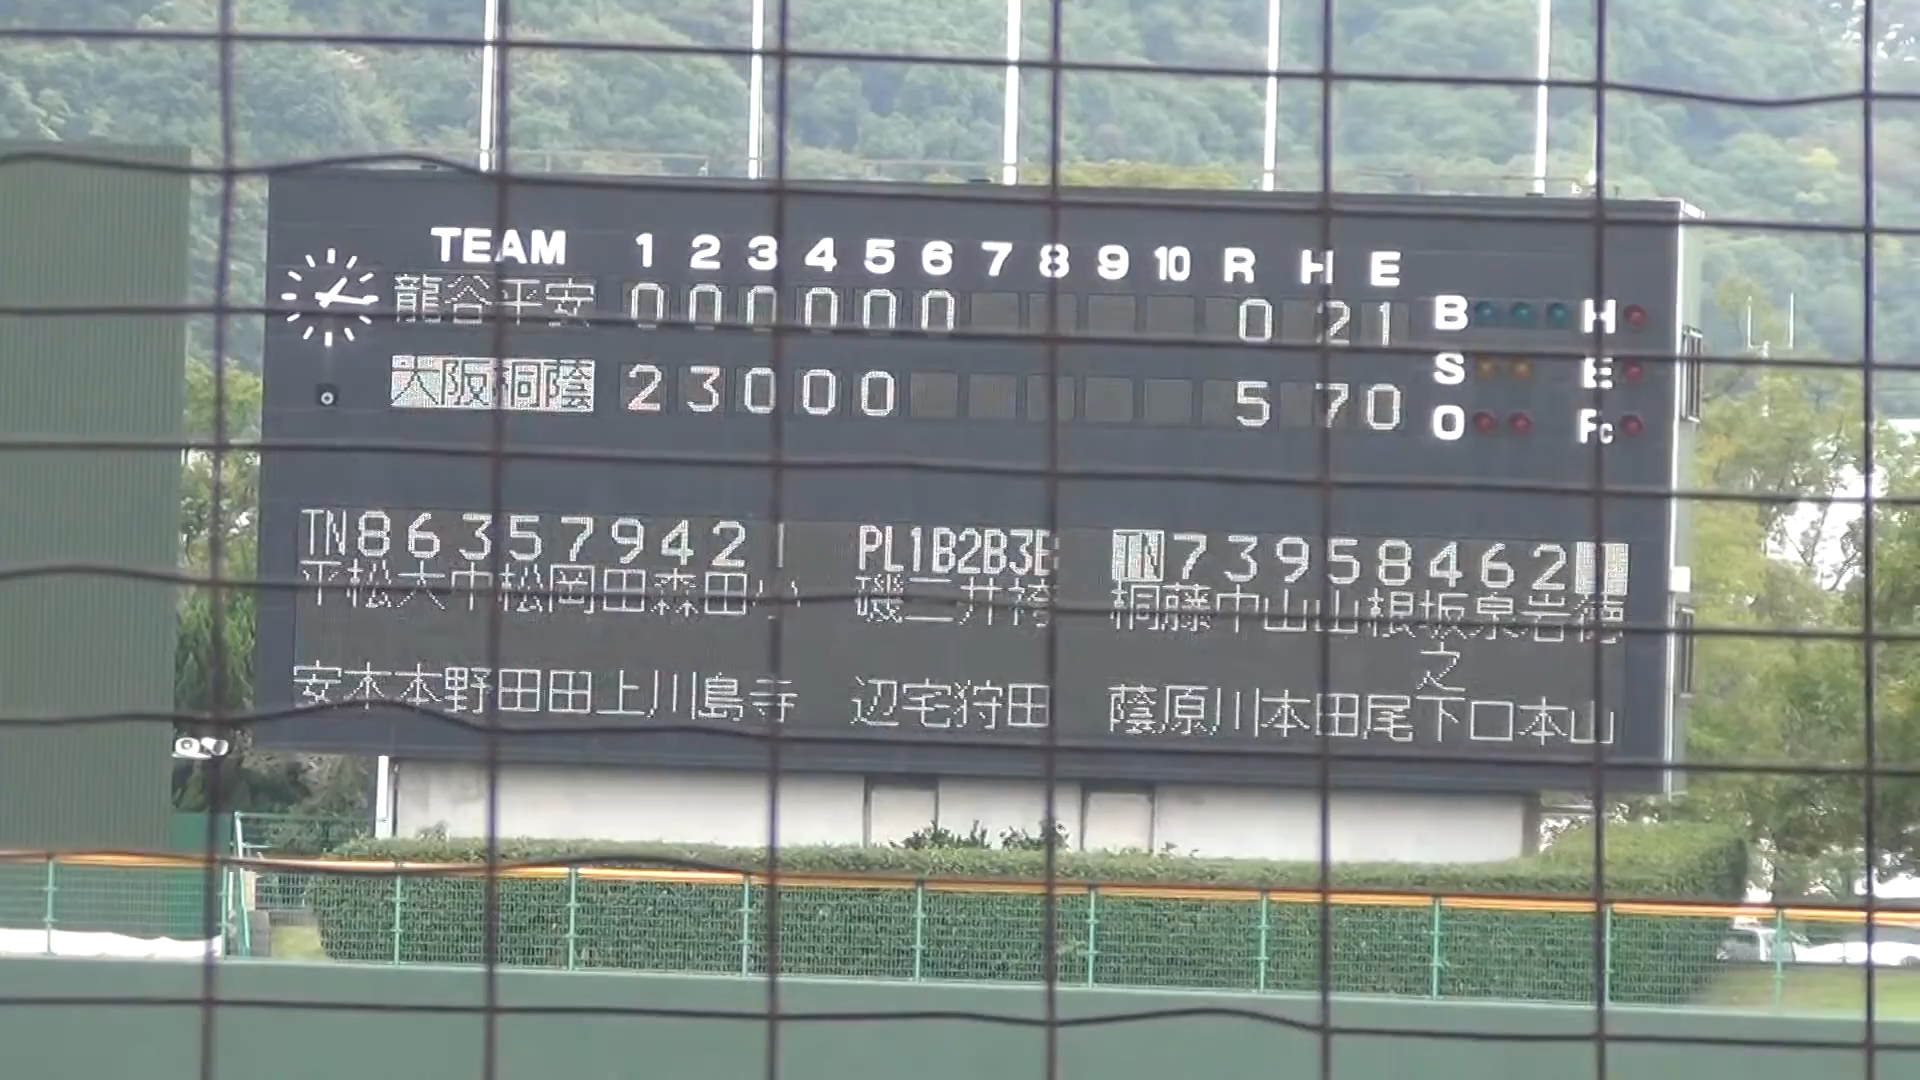 TEAM 1 2 3 4 5 6 7 8 9 10 R H E
龍谷平安 0 0 0 0 0 0 0 2 1
大阪桐蔭 2 3 0 0 0 5 7 0
B H
S E
O Fc
TN 8 6 3 5 7 9 4 2 1 PL 1B 2B 3B TN 7 3 9 5 8 4 6 2 1
平松大中松岡田森田小 磯三井袴 桐藤中山山根坂泉岩徳
之
安本本野田田上川島寺 辺宅狩田 蔭原川本田尾下口本山